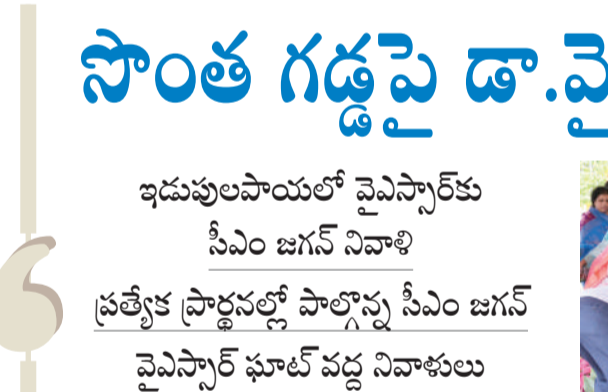 సొంత గడ్డపై డా.వై
ఇడుపులపాయలో వైఎస్సార్‌కు
సీఎం జగన్ నివాళి
ప్రత్యేక ప్రార్థనల్లో పాల్గొన్న సీఎం జగన్
వైఎస్సార్ ఘాట్ వద్ద నివాళులు